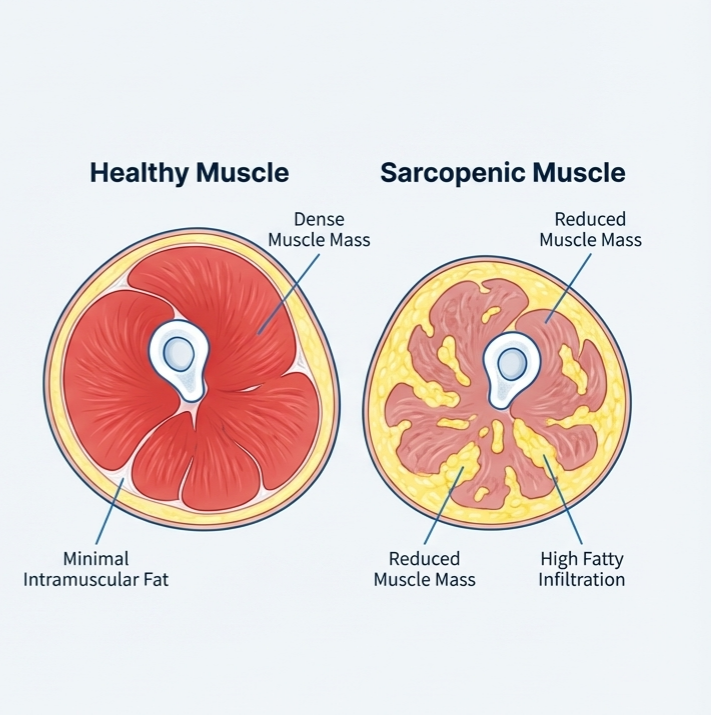 Healthy Muscle
Sarcopenic Muscle
Dense
Muscle Mass
Reduced
Muscle Mass
Minimal
Intramuscular Fat
Reduced
Muscle Mass
High Fatty
Infiltration